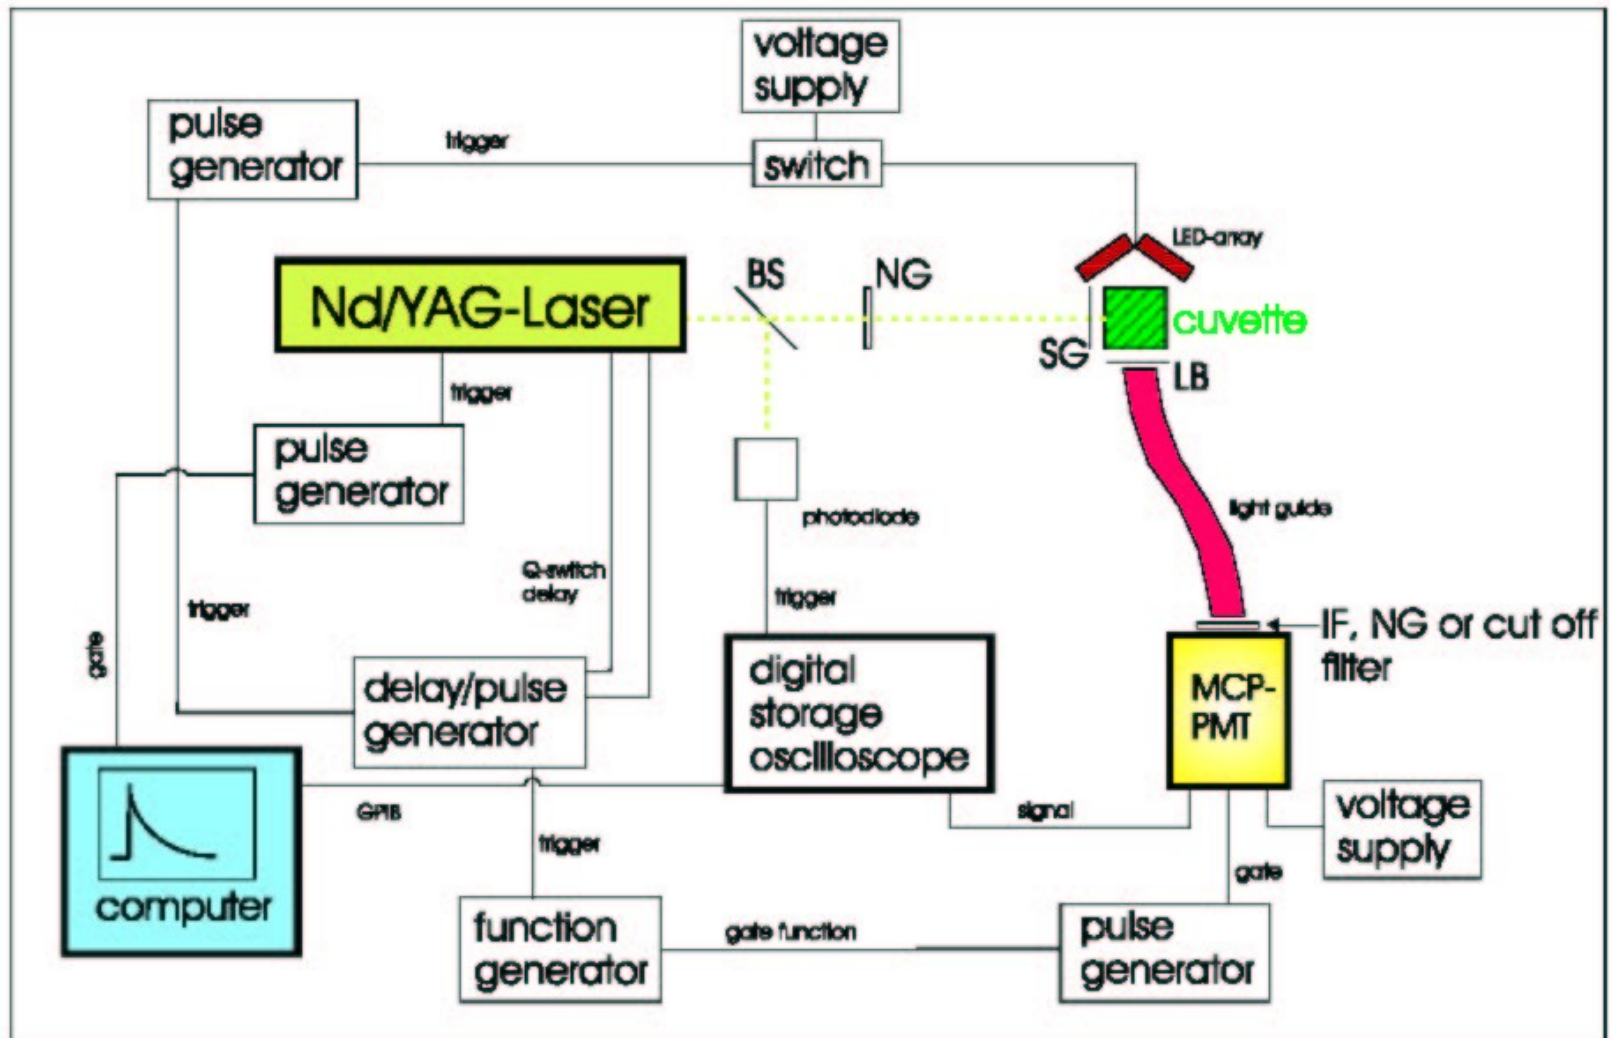 voltage
supply
pulse
generator
trigger
switch
LED-array
BS
NG
Nd/YAG-Laser
cuvette
SG
LB
trigger
pulse
generator
light guide
photodiode
Q-switch
delay
trigger
trigger
gate
IF, NG or cut off
filter
delay/pulse
generator
digital
storage
oscilloscope
MCP-
PMT
GPIB
signal
voltage
supply
trigger
gate
computer
function
generator
gate function
pulse
generator